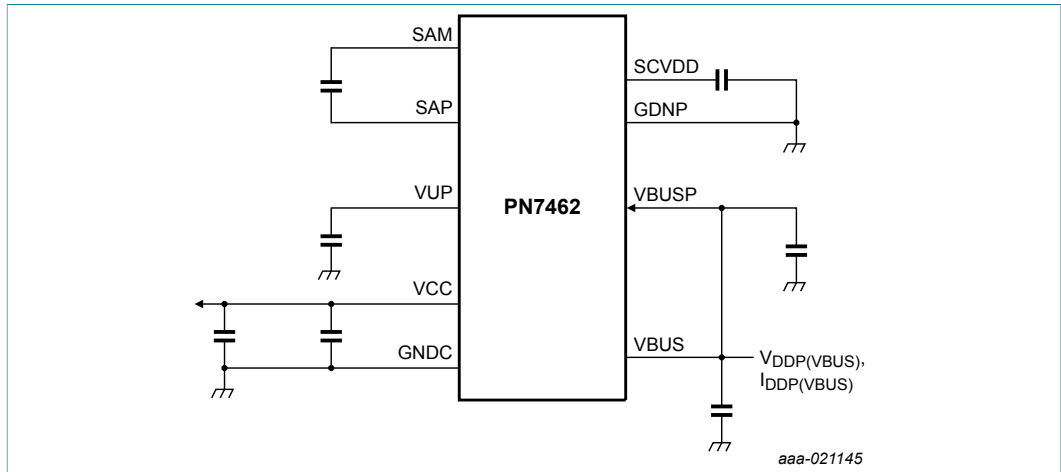 SAM
SCVDD
SAP
GDNP
VUP
PN7462
VBUSP
VCC
GNDC
VBUS
VDDP(VBUS),
IDDP(VBUS)
aaa-021145